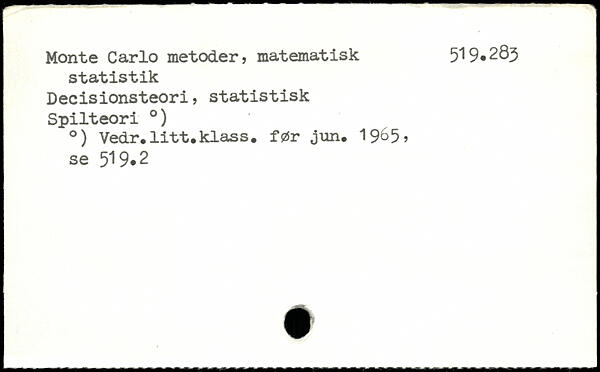 Monte Carlo metoder, matematisk 519.283
statistik
Decisionsteori, statistisk
Spilteori °)
°) Vedr.litt.klass. før jun. 1965,
se 519.2